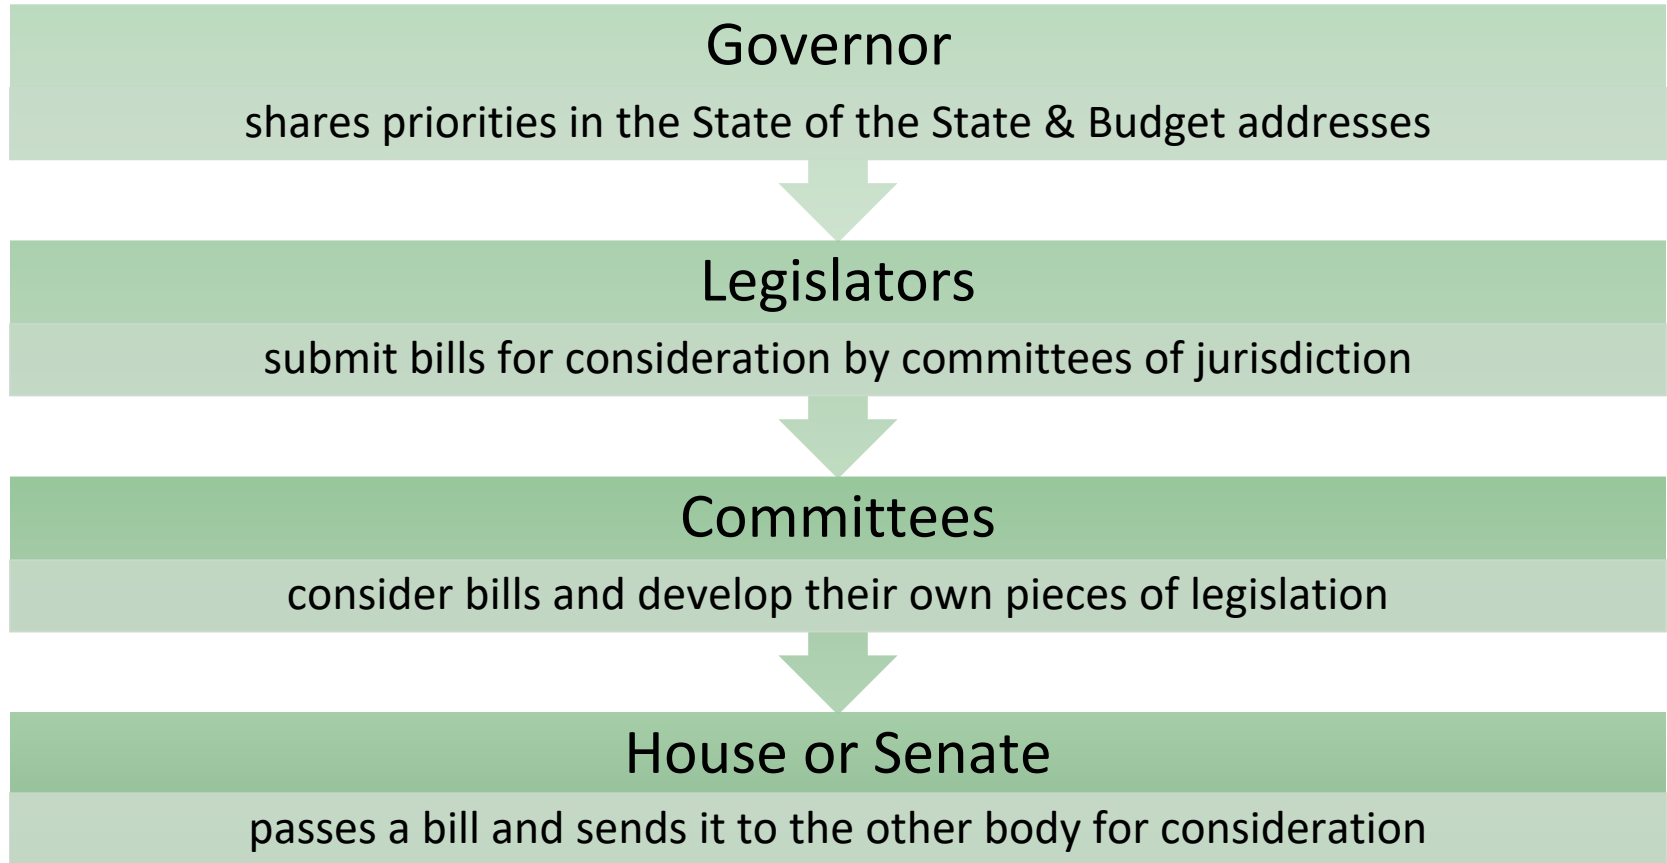 Governor
shares priorities in the State of the State & Budget addresses
Legislators
submit bills for consideration by committees of jurisdiction
Committees
consider bills and develop their own pieces of legislation
House or Senate
passes a bill and sends it to the other body for consideration